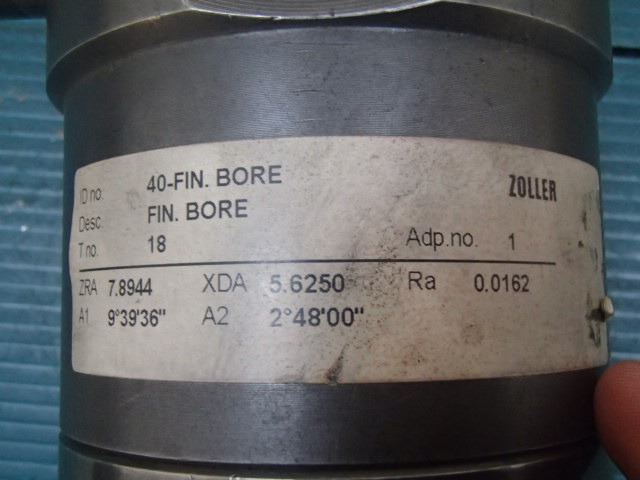 ID no. 40-FIN. BORE ZOLLER
Desc. FIN. BORE
T no. 18 Adp.no. 1
ZRA 7.8944 XDA 5.6250 Ra 0.0162
A1 9°39'36" A2 2°48'00"